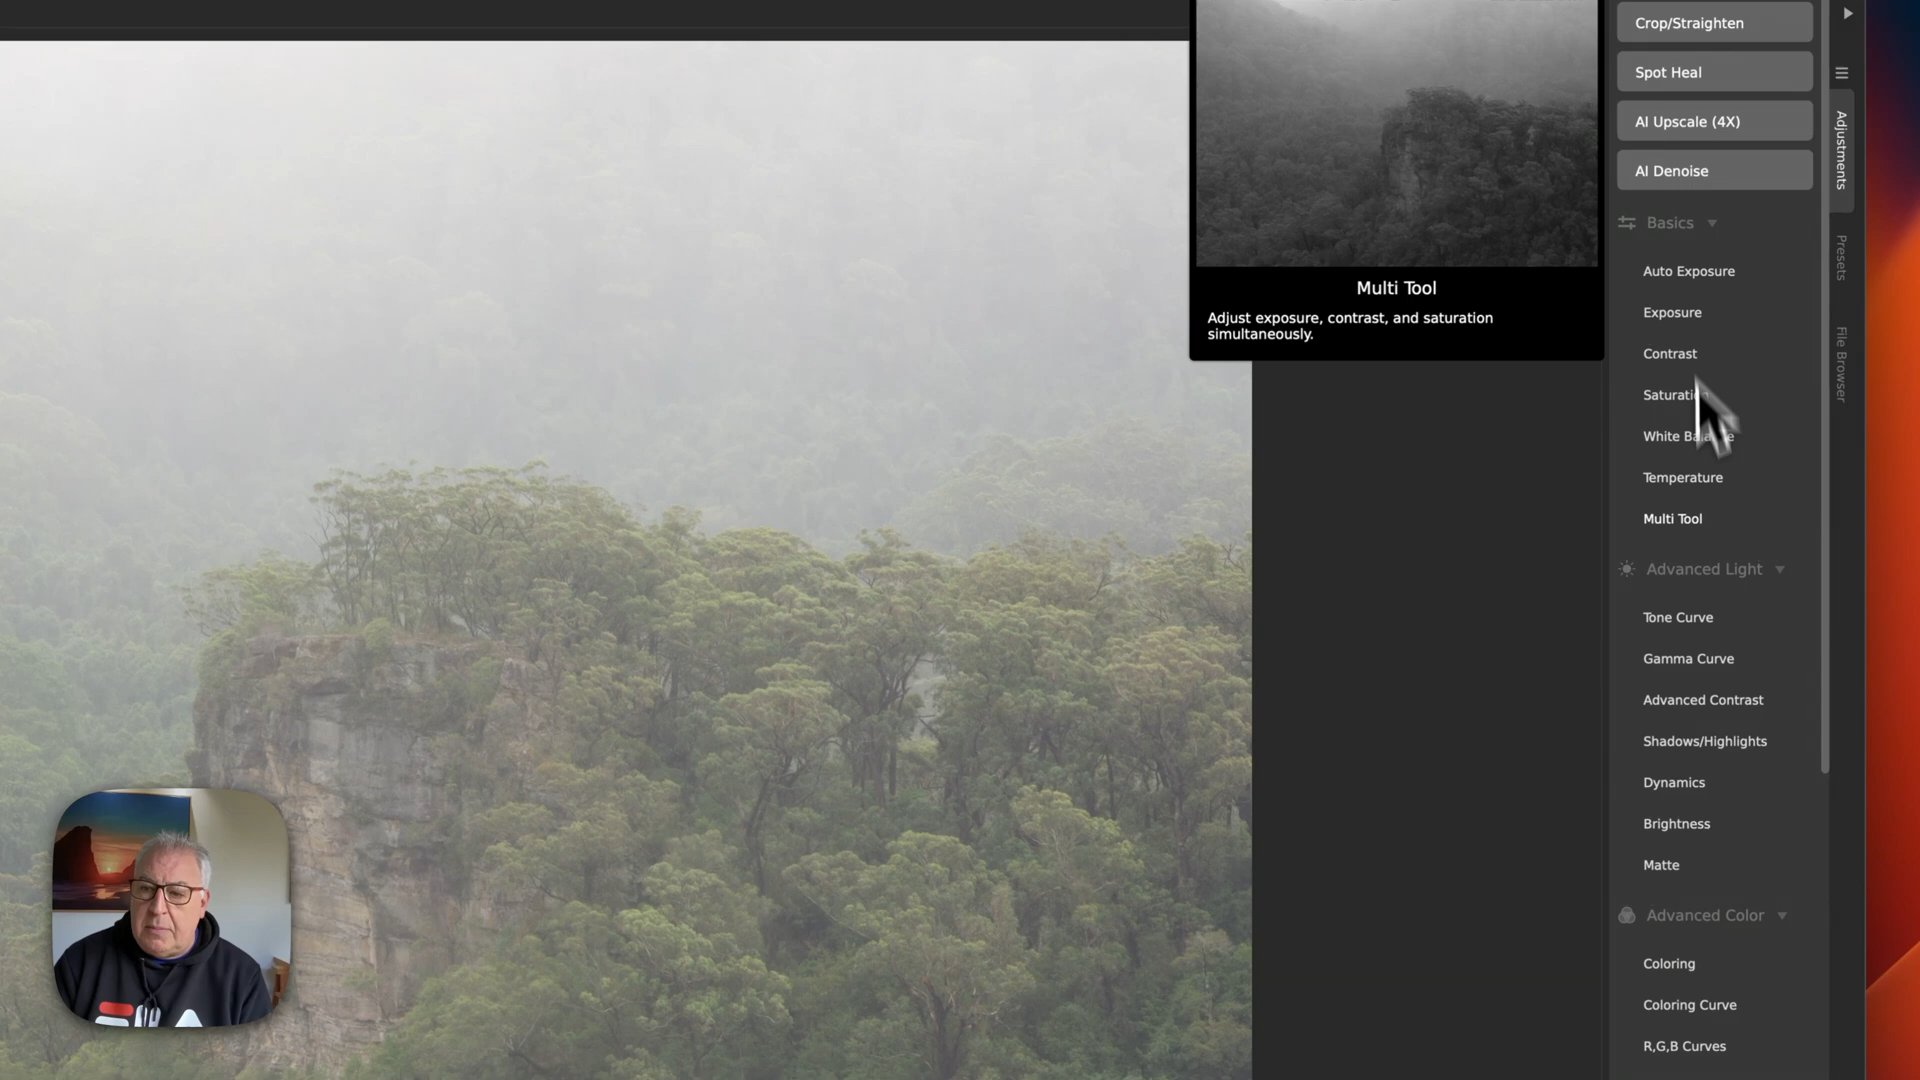 Crop/Straighten
Spot Heal
AI Upscale (4X)
AI Denoise
Basics
Auto Exposure
Exposure
Contrast
White
Temperature
Multi Tool
Advanced Light
Tone Curve
Gamma Curve
Advanced Contrast
Shadows/Highlights
Dynamics
Brightness
Matte
Advanced Color
Coloring
Coloring Curve
R,G,B Curves
Multi Tool
Adjust exposure, contrast, and saturation
simultaneously.
Adjustments
Presets
File Browser